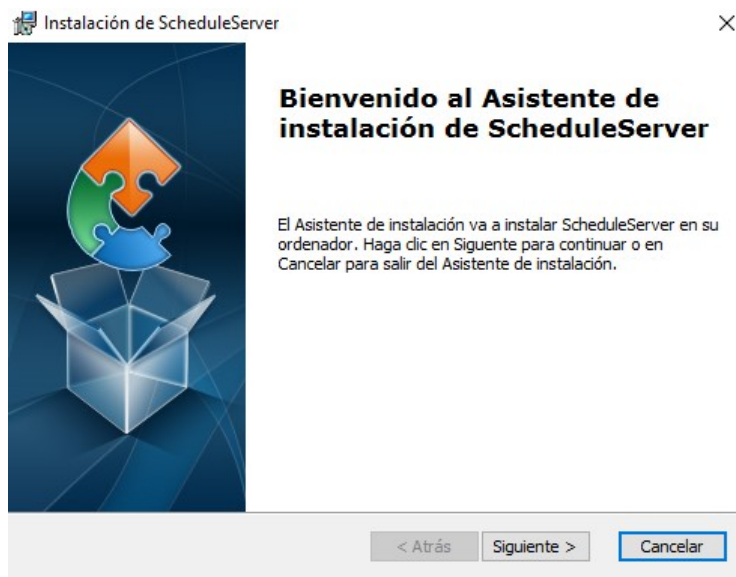 Instalación de ScheduleServer
Bienvenido al Asistente de
instalación de ScheduleServer
El Asistente de instalación va a instalar ScheduleServer en su
ordenador. Haga clic en Siguente para continuar o en
Cancelar para salir del Asistente de instalación.
< Atrás Siguiente > Cancelar